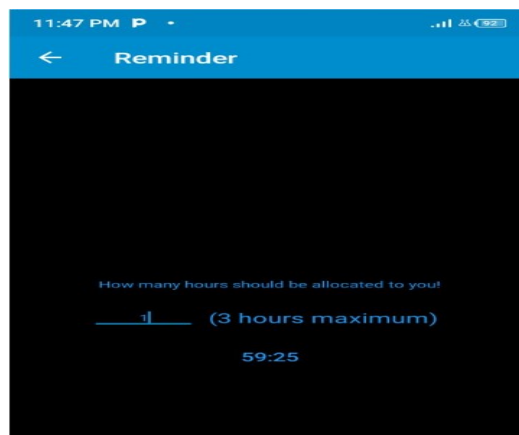 11:47 PM P
92
Reminder
How many hours should be allocated to you!
1 (3 hours maximum)
59:25